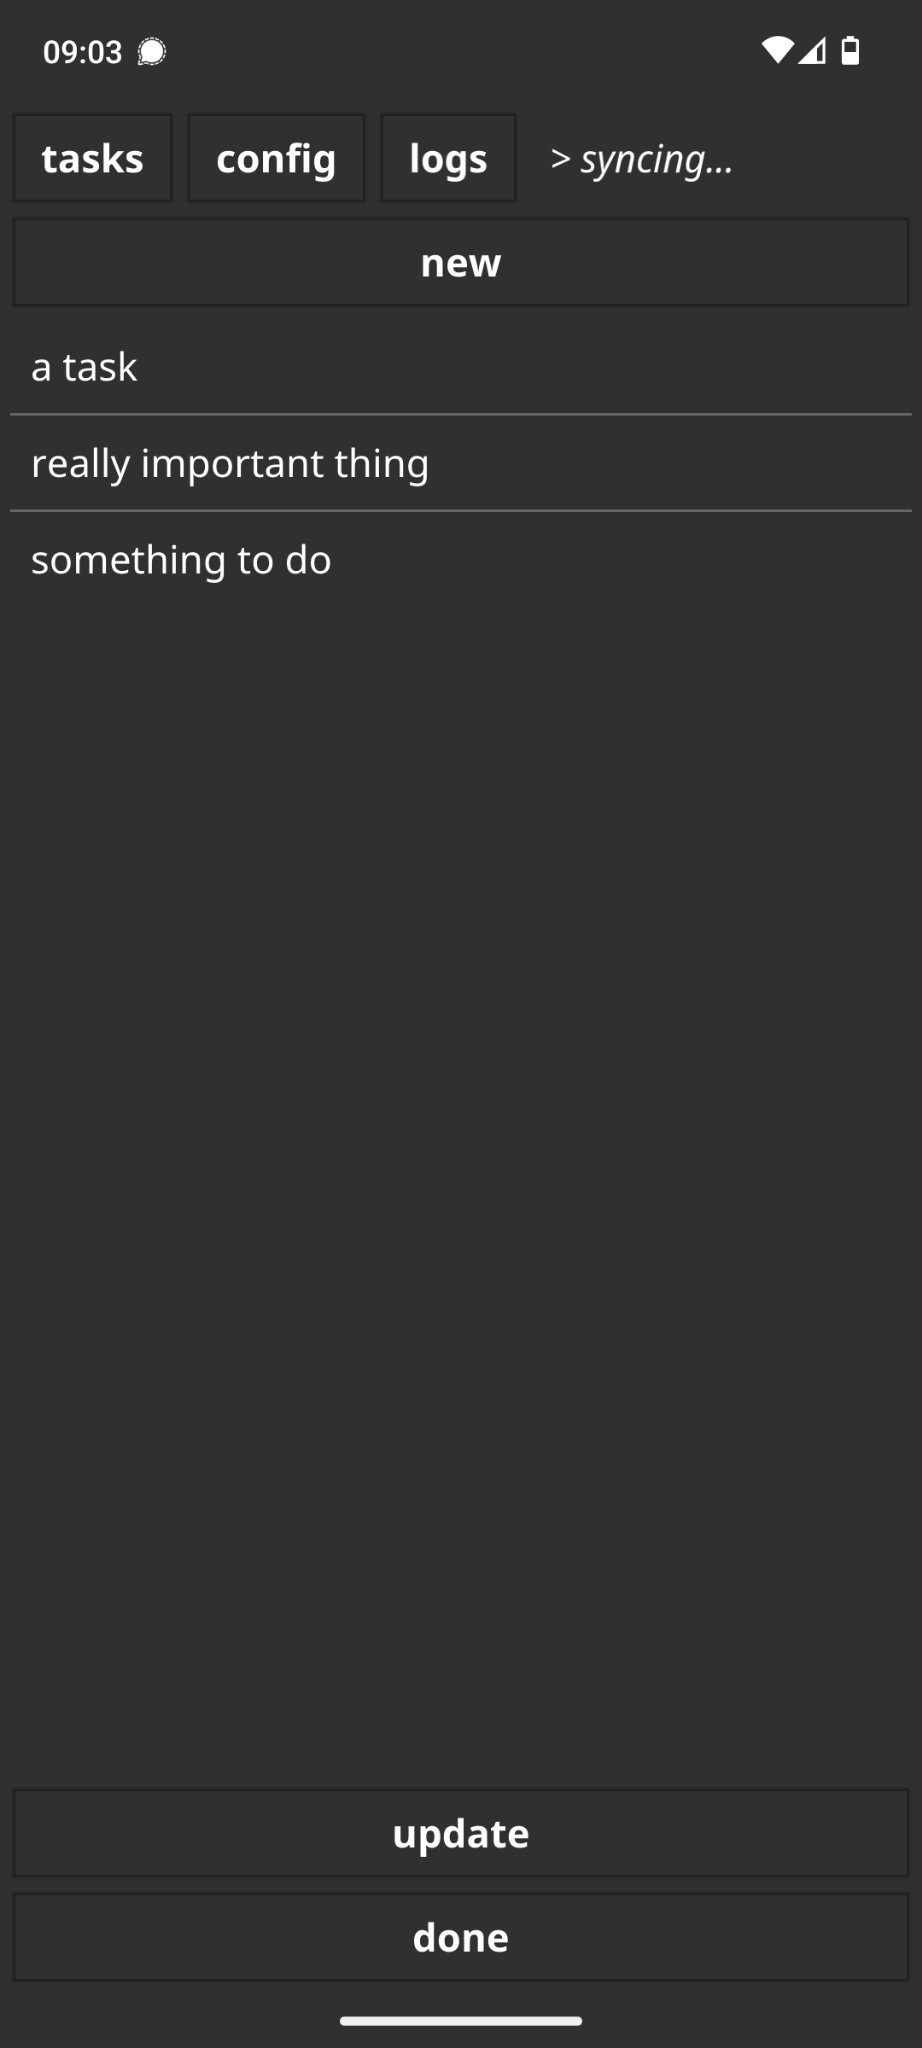 09:03
tasks config logs > syncing...
new
a task
really important thing
something to do
update
done